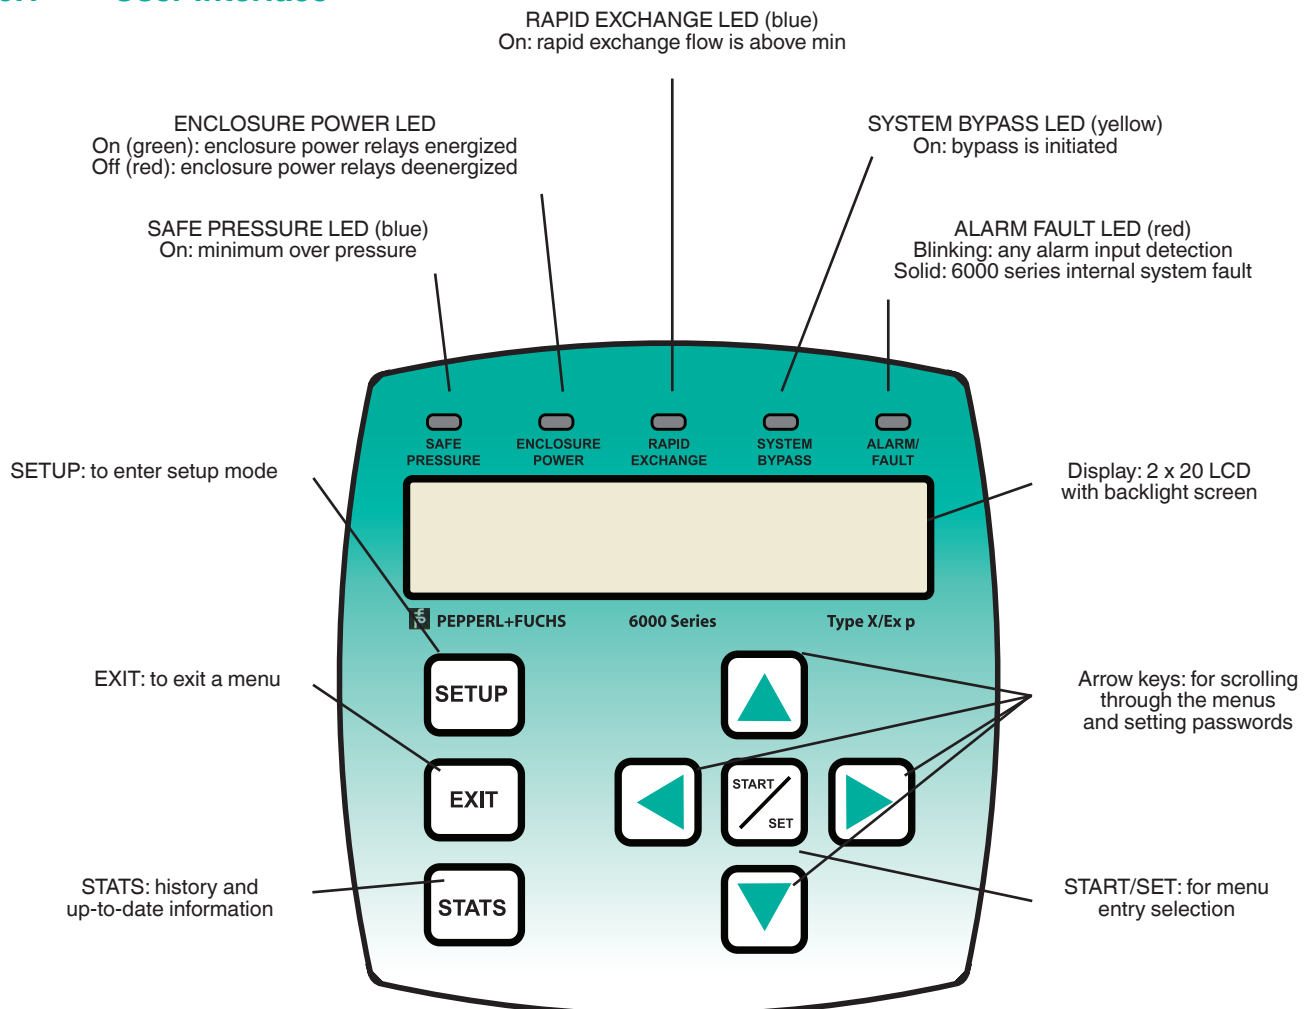 User Interface
RAPID EXCHANGE LED (blue)
On: rapid exchange flow is above min
ENCLOSURE POWER LED
On (green): enclosure power relays energized
Off (red): enclosure power relays deenergized
SYSTEM BYPASS LED (yellow)
On: bypass is initiated
SAFE PRESSURE LED (blue)
On: minimum over pressure
ALARM FAULT LED (red)
Blinking: any alarm input detection
Solid: 6000 series internal system fault
SAFE
PRESSURE
ENCLOSURE
POWER
RAPID
EXCHANGE
SYSTEM
BYPASS
ALARM/
FAULT
SETUP: to enter setup mode
Display: 2 x 20 LCD
with backlight screen
PEPPERL+FUCHS
6000 Series
Type X/Ex p
SETUP
EXIT: to exit a menu
Arrow keys: for scrolling
through the menus
and setting passwords
EXIT
START
SET
STATS: history and
up-to-date information
STATS
START/SET: for menu
entry selection